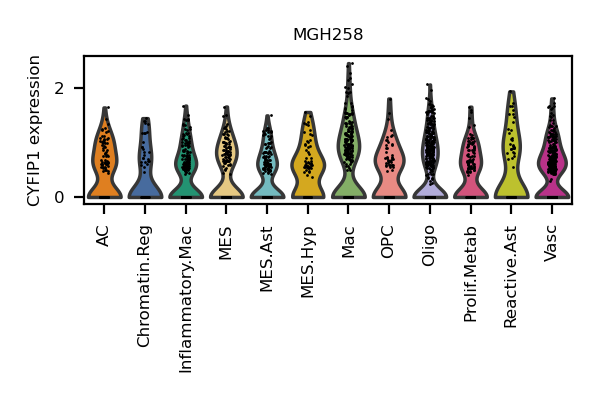 MGH258
CYFIP1 expression
2
0
AC
Chromatin.Reg
Inflammatory.Mac
MES
MES.Ast
MES.Hyp
Mac
OPC
Oligo
Prolif.Metab
Reactive.Ast
Vasc